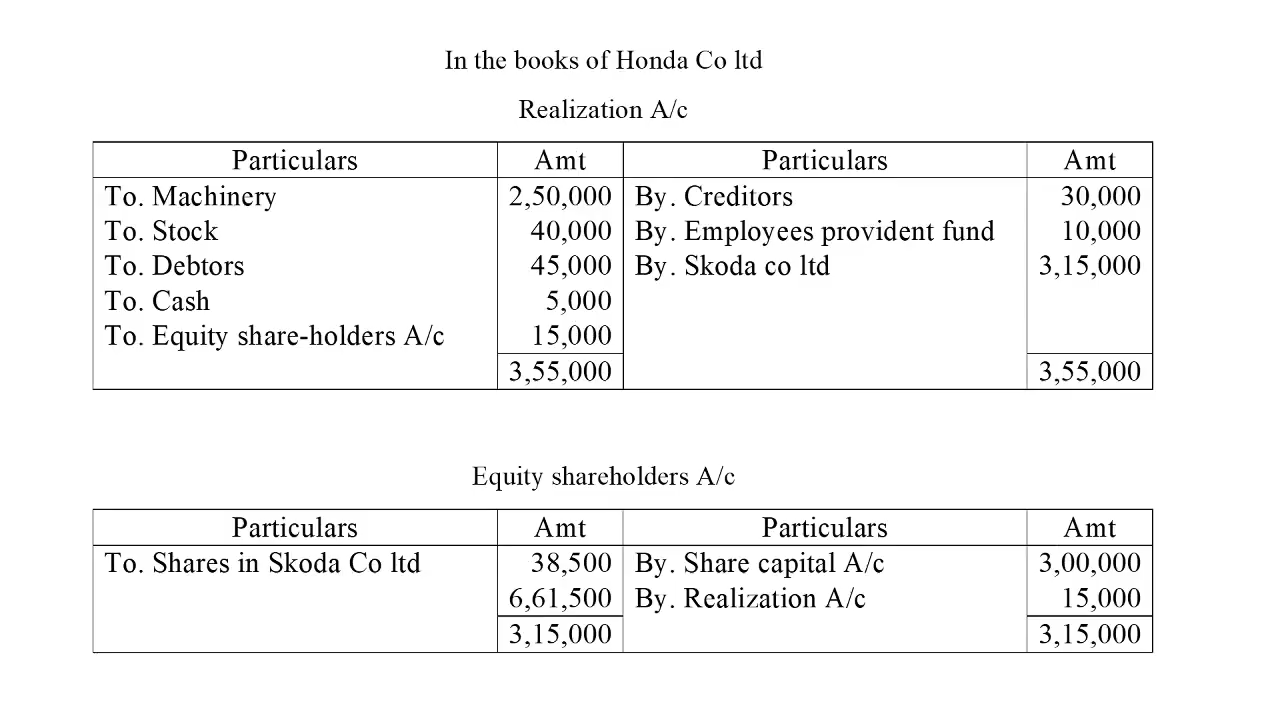 In the books of Honda Co ltd
Realization A/c
Particulars Amt Particulars Amt
To. Machinery 2,50,000 By. Creditors 30,000
To. Stock 40,000 By. Employees provident fund 10,000
To. Debtors 45,000 By. Skoda co ltd 3,15,000
To. Cash 5,000
To. Equity share-holders A/c 15,000
3,55,000 3,55,000
Equity shareholders A/c
Particulars Amt Particulars Amt
To. Shares in Skoda Co ltd 38,500 By. Share capital A/c 3,00,000
6,61,500 By. Realization A/c 15,000
3,15,000 3,15,000